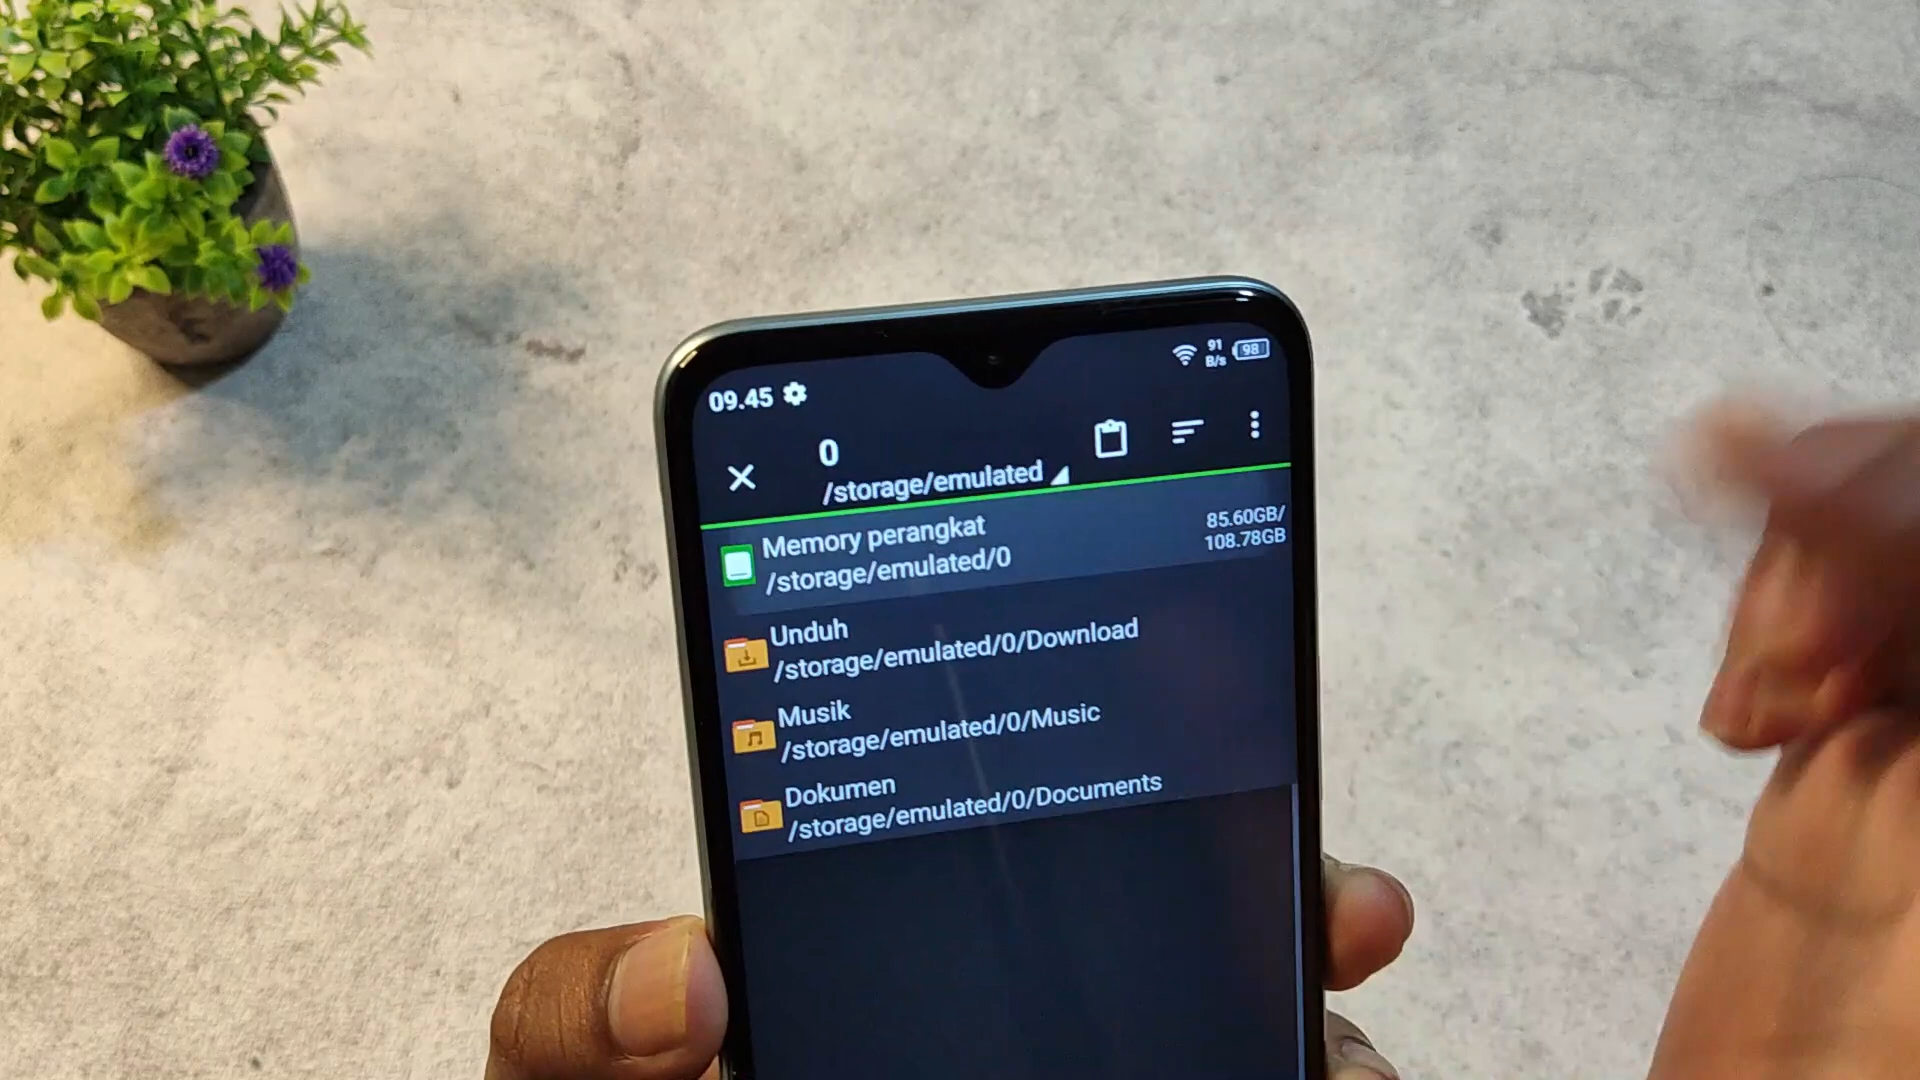 09.45
91
B/s
98
0
/storage/emulated
Memory perangkat
/storage/emulated/0
85.60GB/
108.78GB
Unduh
/storage/emulated/0/Download
Musik
/storage/emulated/0/Music
Dokumen
/storage/emulated/0/Documents